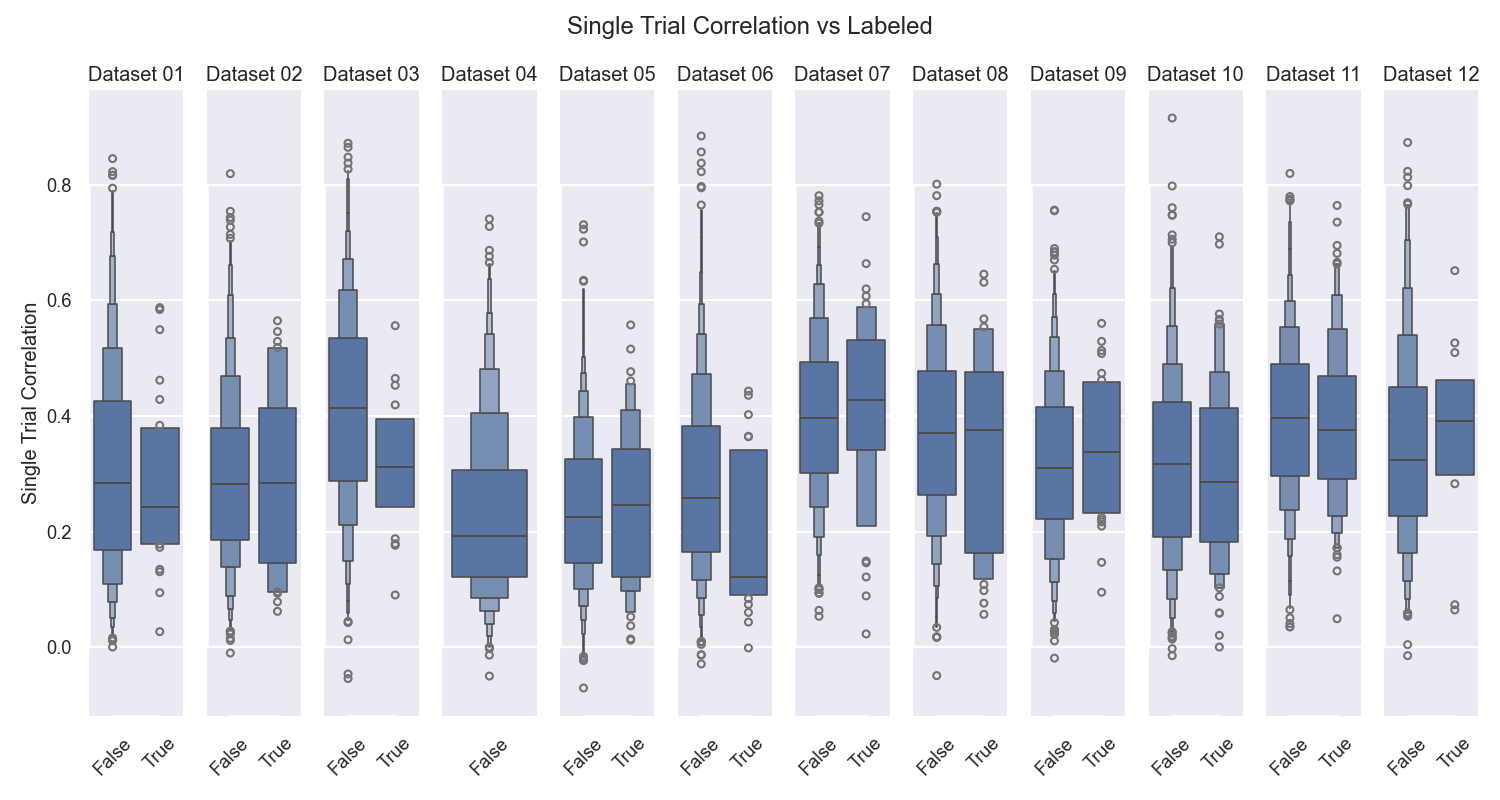 Single Trial Correlation vs Labeled
Dataset 01 Dataset 02 Dataset 03 Dataset 04 Dataset 05 Dataset 06 Dataset 07 Dataset 08 Dataset 09 Dataset 10 Dataset 11 Dataset 12
Single Trial Correlation
0.8
0.6
0.4
0.2
0.0
False True False True False True False False True False True False True False True False True False True False True False True